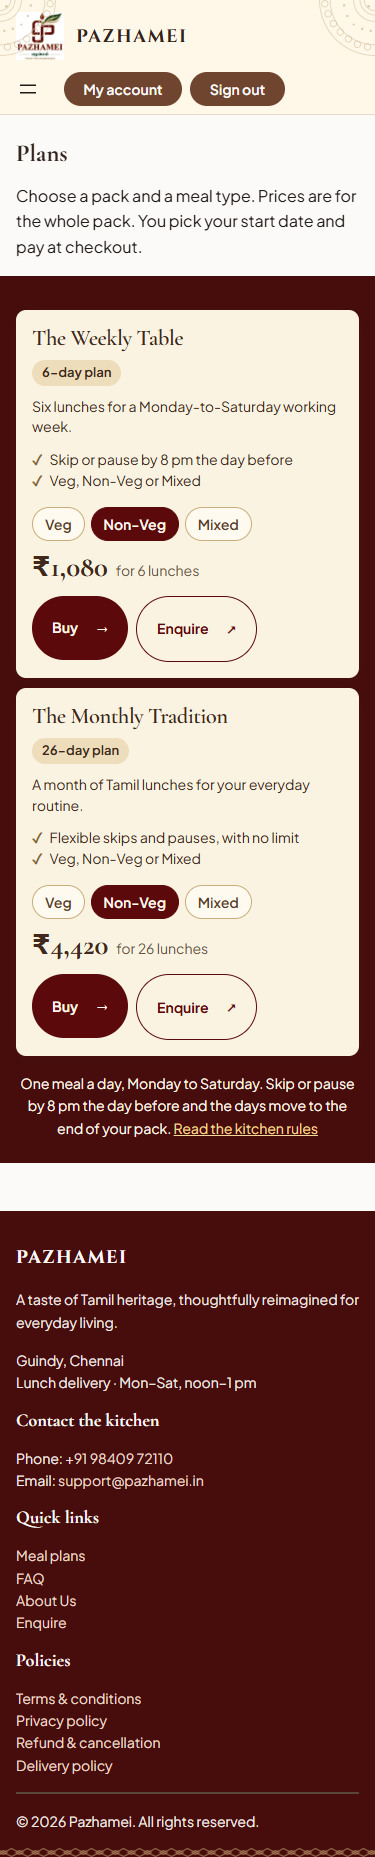 PAZHAMEI
PAZHAMEI
My account
Sign out
Plans
Choose a pack and a meal type. Prices are for
the whole pack. You pick your start date and
pay at checkout.
The Weekly Table
6-day plan
Six lunches for a Monday-to-Saturday working
week.
✓ Skip or pause by 8 pm the day before
✓ Veg, Non-Veg or Mixed
Veg
Non-Veg
Mixed
₹1,080 for 6 lunches
Buy →
Enquire ↗
The Monthly Tradition
26-day plan
A month of Tamil lunches for your everyday
routine.
✓ Flexible skips and pauses, with no limit
✓ Veg, Non-Veg or Mixed
Veg
Non-Veg
Mixed
₹4,420 for 26 lunches
Buy →
Enquire ↗
One meal a day, Monday to Saturday. Skip or pause
by 8 pm the day before and the days move to the
end of your pack. Read the kitchen rules
PAZHAMEI
A taste of Tamil heritage, thoughtfully reimagined for
everyday living.
Guindy, Chennai
Lunch delivery · Mon–Sat, noon–1 pm
Contact the kitchen
Phone: +91 98409 72110
Email: support@pazhamei.in
Quick links
Meal plans
FAQ
About Us
Enquire
Policies
Terms & conditions
Privacy policy
Refund & cancellation
Delivery policy
© 2026 Pazhamei. All rights reserved.